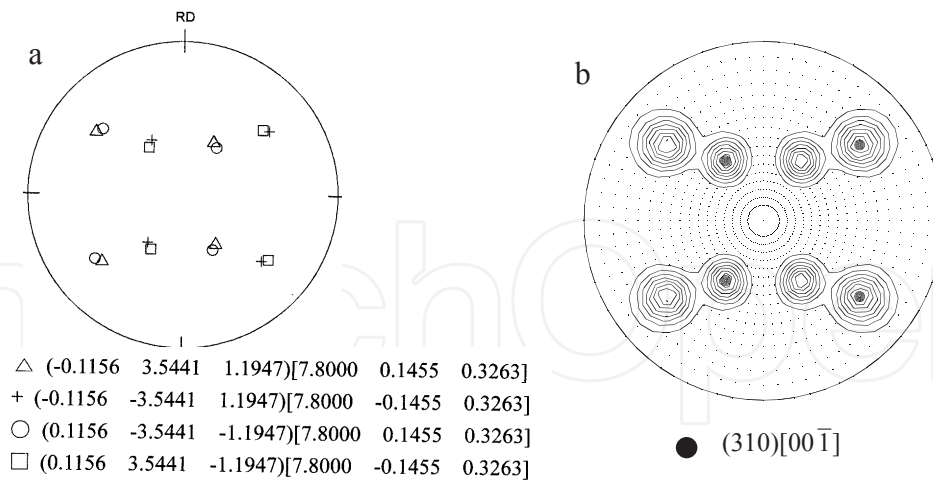 RD
a
b
△ (-0.1156 3.5441 1.1947)[7.8000 0.1455 0.3263]
+ (-0.1156 -3.5441 1.1947)[7.8000 -0.1455 0.3263]
○ (0.1156 -3.5441 -1.1947)[7.8000 0.1455 0.3263]
□ (0.1156 3.5441 -1.1947)[7.8000 -0.1455 0.3263]
● (310)[001̅]